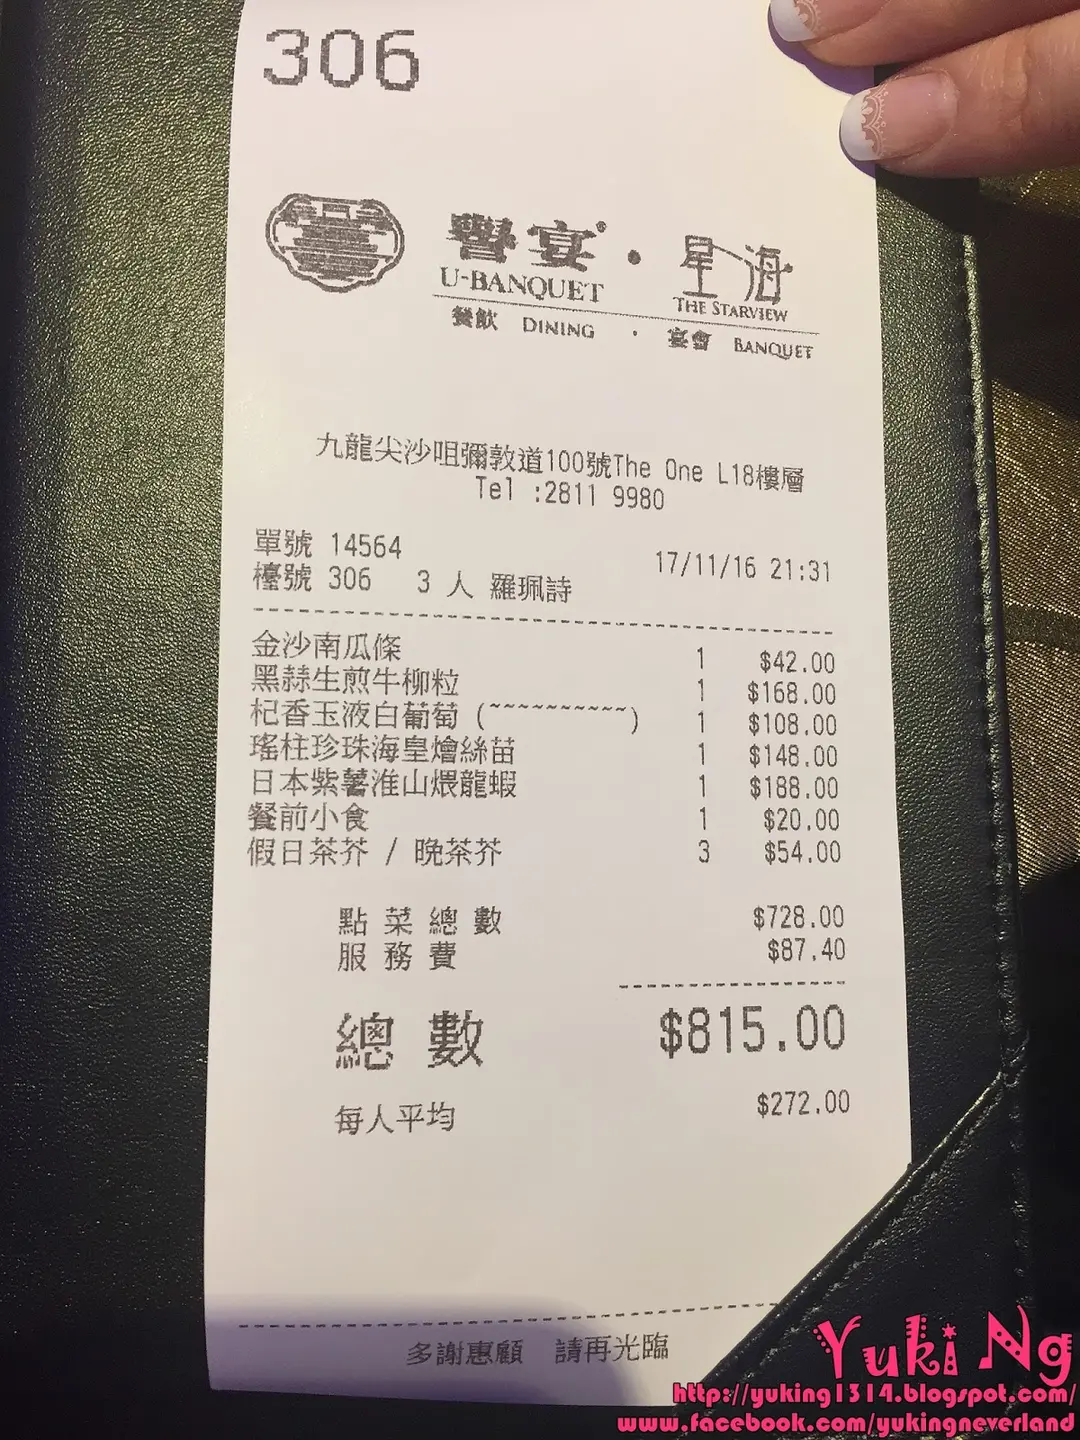 306
譽宴 · 星海
U-BANQUET THE STARVIEW
餐飲 DINING · 宴會 BANQUET
九龍尖沙咀彌敦道100號The One L18樓層
Tel :2811 9980
單號 14564 17/11/16 21:31
檯號 306 3 人 羅珮詩
金沙南瓜條 1 $42.00
黑蒜生煎牛柳粒 1 $168.00
杞香玉液白葡萄 (~~~~~~~~~~) 1 $108.00
瑤柱珍珠海皇燴絲苗 1 $148.00
日本紫薯淮山煨龍蝦 1 $188.00
餐前小食 1 $20.00
假日茶芥 / 晚茶芥 3 $54.00
點菜總數 $728.00
服務費 $87.40
總數 $815.00
每人平均 $272.00
多謝惠顧 請再光臨
Yuki Ng
http://yuking1314.blogspot.com/
www.facebook.com/yukingneverland